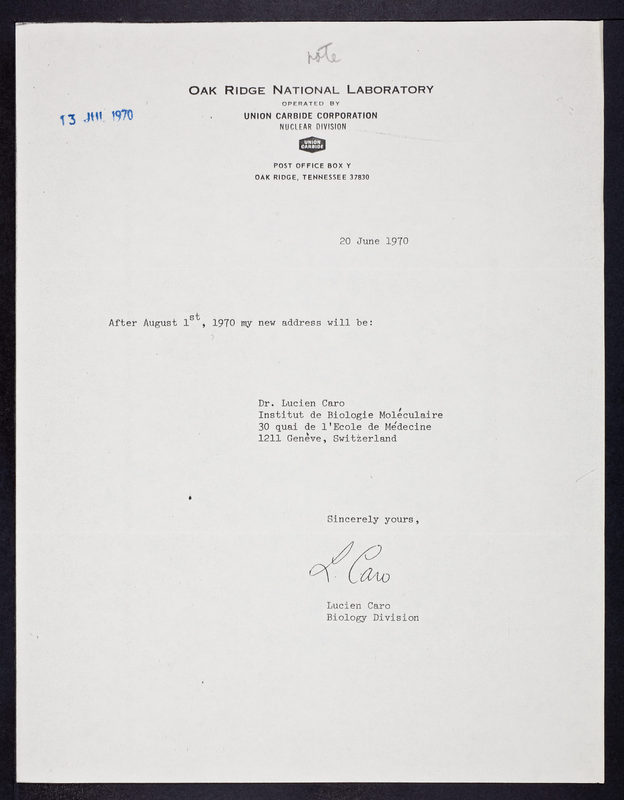 note
OAK RIDGE NATIONAL LABORATORY
OPERATED BY
UNION CARBIDE CORPORATION
NUCLEAR DIVISION
13 JUL 1970
UNION
CARBIDE
POST OFFICE BOX Y
OAK RIDGE, TENNESSEE 37830
20 June 1970
After August 1st, 1970 my new address will be:
Dr. Lucien Caro
Institut de Biologie Moléculaire
30 quai de l'Ecole de Médecine
1211 Genève, Switzerland
Sincerely yours,
L. Caro
Lucien Caro
Biology Division